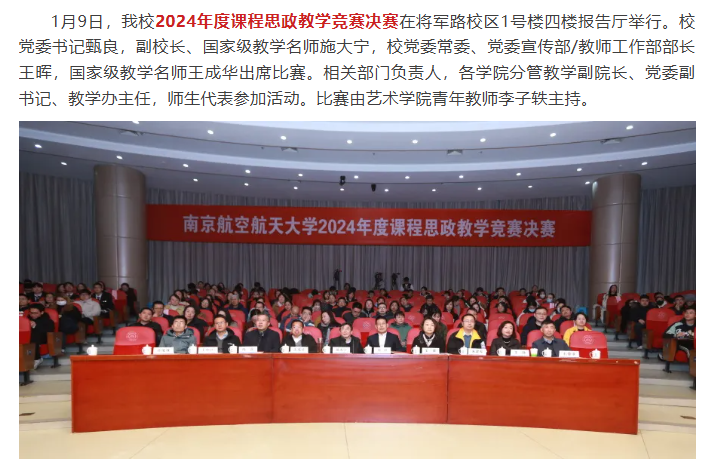 1月9日，我校2024年度课程思政教学竞赛决赛在将军路校区1号楼四楼报告厅举行。校
党委书记甄良，副校长、国家级教学名师施大宁，校党委常委、党委宣传部/教师工作部部长
王晖，国家级教学名师王成华出席比赛。相关部门负责人，各学院分管教学副院长、党委副
书记、教学办主任，师生代表参加活动。比赛由艺术学院青年教师李子轶主持。
南京航空航天大学2024年度课程思政教学竞赛决赛